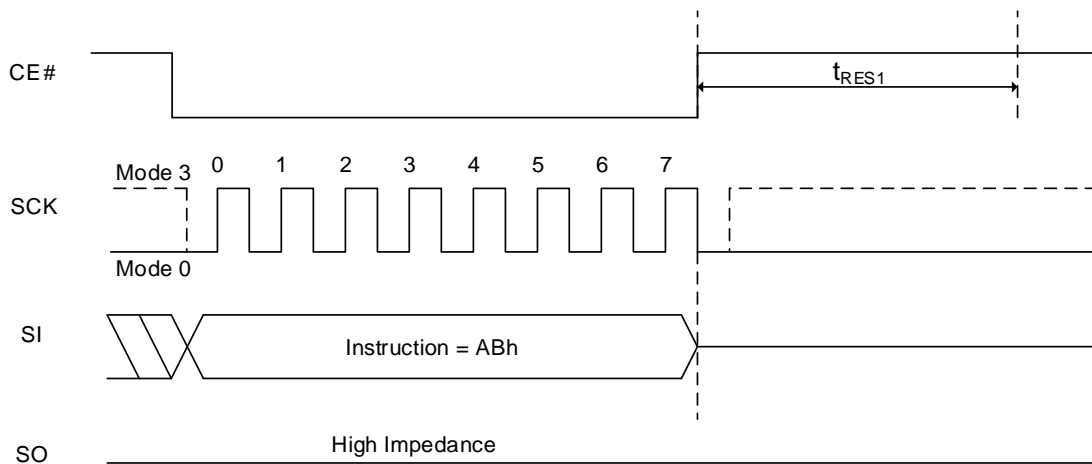 CE#
tRES1
Mode 3
0 1 2 3 4 5 6 7
SCK
Mode 0
SI
Instruction = ABh
SO
High Impedance